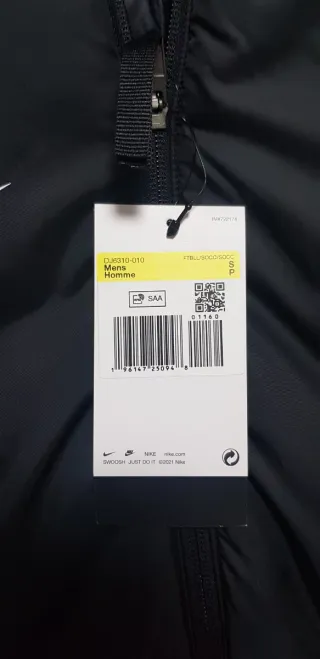 DJ6310-010
FTBLL/SOCC/SOCC
Mens
S
Homme
P
SAA
01160
1 96147 25094 8
NIKE nike.com
SWOOSH JUST DO IT ©2021 Nike